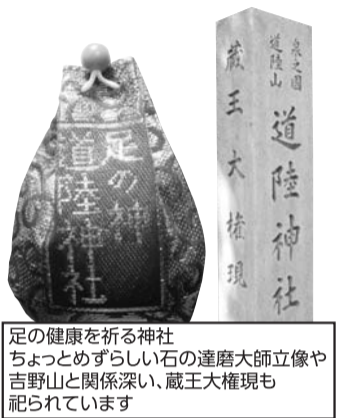 足の神
道陸神社
泉之國
道陸山
道陸神社
蔵王大権現
足の健康を祈る神社
ちょっとめずらしい石の達磨大師立像や
吉野山と関係深い、蔵王大権現も
祀られています